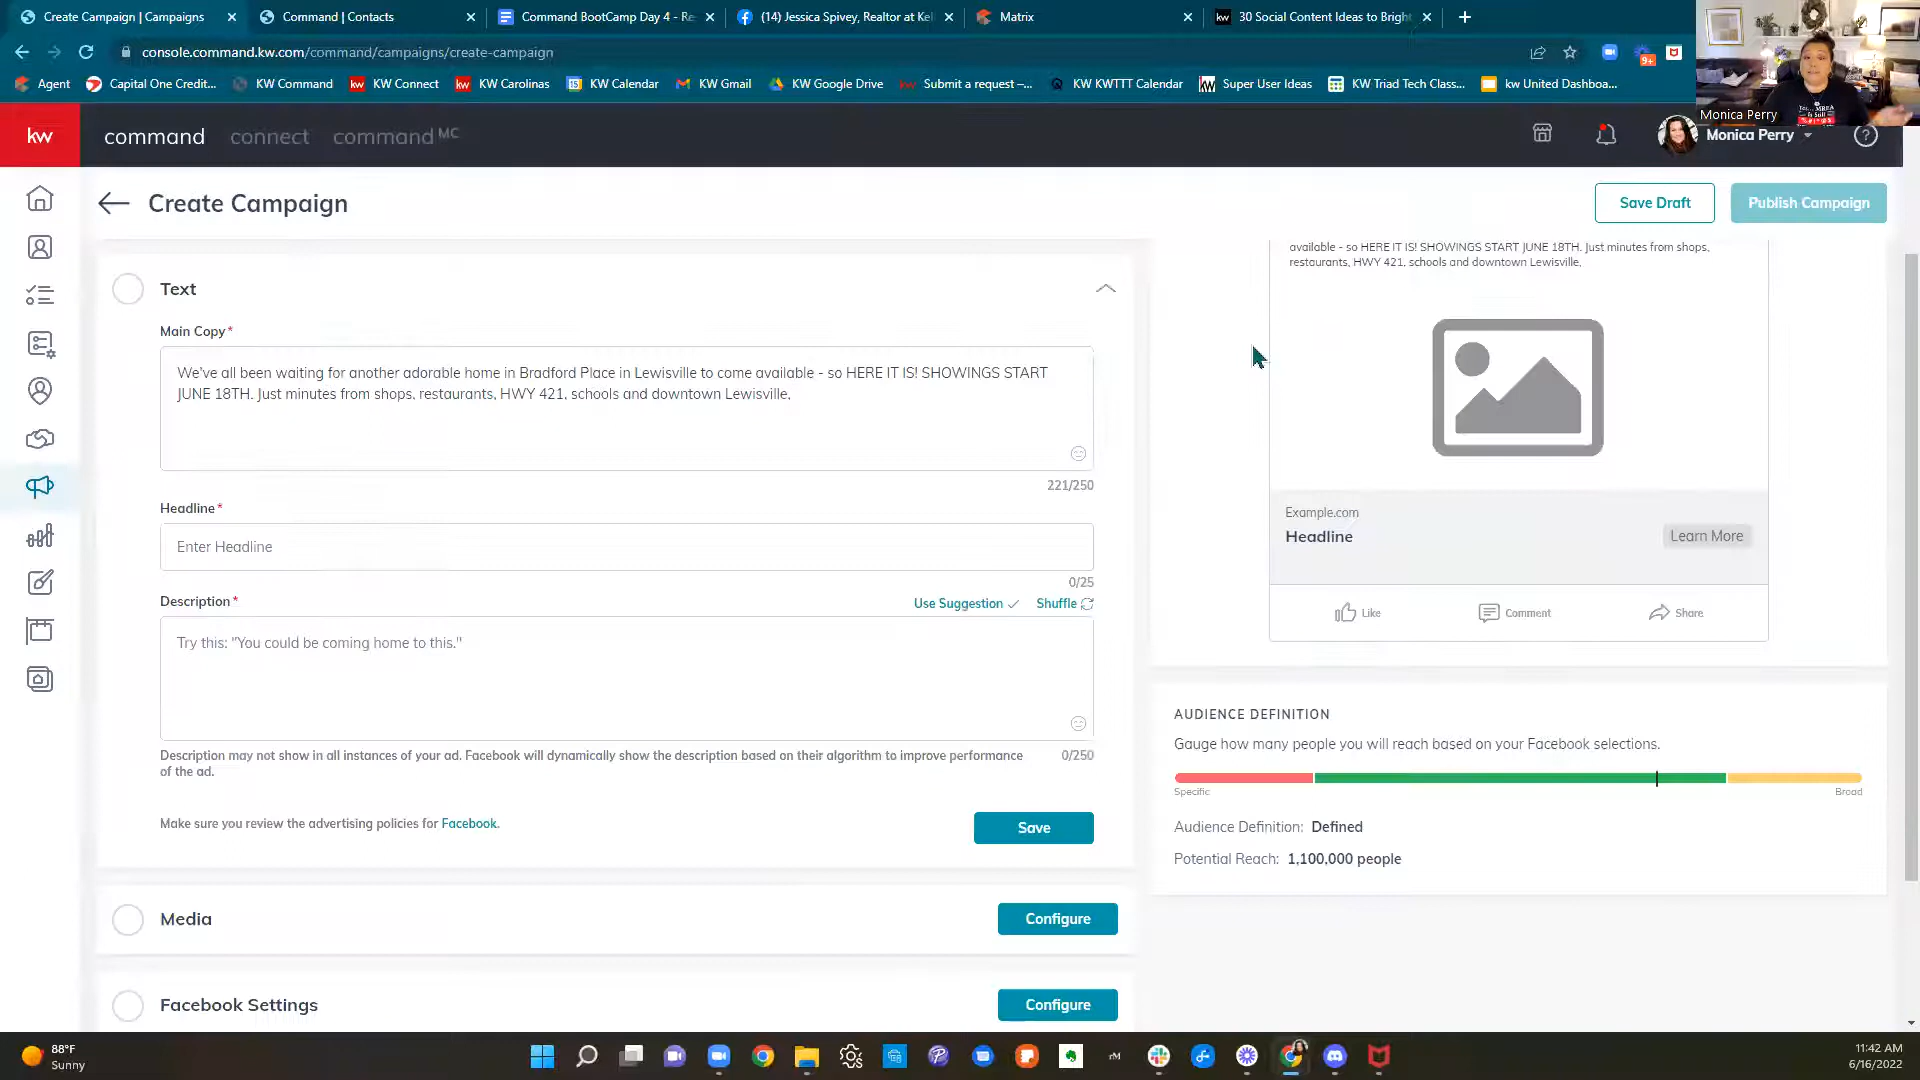 Create Campaign | Campaigns
Command | Contacts
Command BootCamp Day 4 - Re
(14) Jessica Spivey, Realtor at Kel
Matrix
kw
30 Social Content Ideas to Bright
console.command.kw.com/command/campaigns/create-campaign
9+
Agent
Capital One Credit...
KW Command
kw
KW Connect
kw
KW Carolinas
KW Calendar
KW Gmail
KW Google Drive
kw
Submit a request –...
KW KWTTT Calendar
Super User Ideas
KW Triad Tech Class...
kw United Dashboa...
Monica Perry
kw
command
connect
command MC
Monica Perry
?
Create Campaign
Save Draft
Publish Campaign
available - so HERE IT IS! SHOWINGS START JUNE 18TH. Just minutes from shops,
restaurants, HWY 421, schools and downtown Lewisville,
Text
Main Copy*
We've all been waiting for another adorable home in Bradford Place in Lewisville to come available - so HERE IT IS! SHOWINGS START
JUNE 18TH. Just minutes from shops, restaurants, HWY 421, schools and downtown Lewisville,
221/250
Headline*
Enter Headline
0/25
Description*
Use Suggestion
Shuffle
Try this: "You could be coming home to this."
Description may not show in all instances of your ad. Facebook will dynamically show the description based on their algorithm to improve performance
of the ad.
0/250
Make sure you review the advertising policies for Facebook.
Save
Media
Configure
Facebook Settings
Configure
Example.com
Headline
Learn More
Like
Comment
Share
AUDIENCE DEFINITION
Gauge how many people you will reach based on your Facebook selections.
Specific
Broad
Audience Definition: Defined
Potential Reach: 1,100,000 people
88°F
Sunny
rM
11:42 AM
6/16/2022